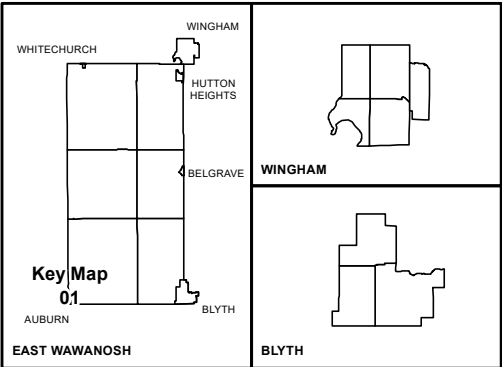 WINGHAM
WHITECHURCH
HUTTON
HEIGHTS
BELGRAVE
Key Map
01
BLYTH
AUBURN
EAST WAWANOSH
WINGHAM
BLYTH